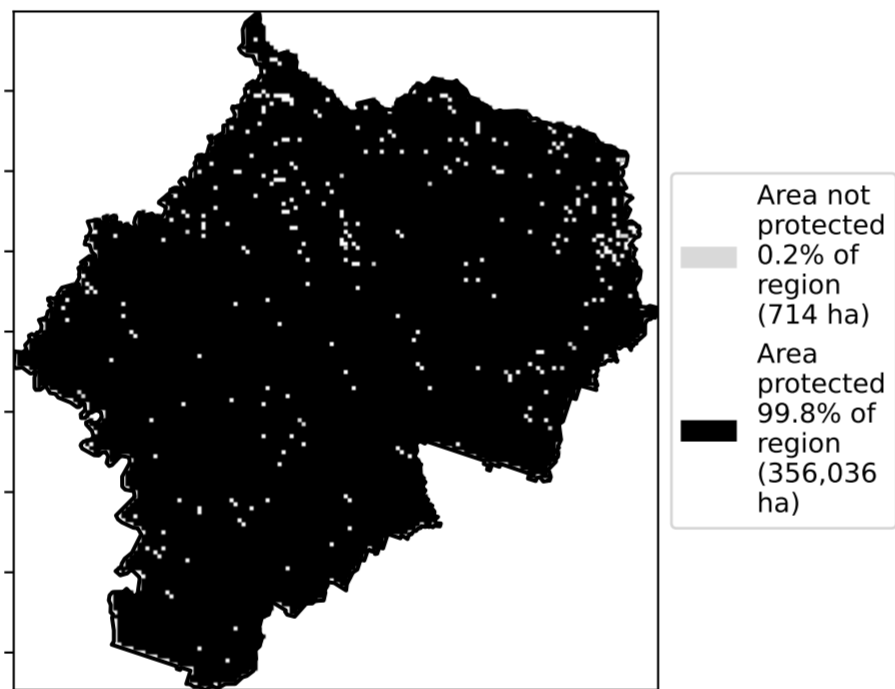 Area not
protected
0.2% of
region
(714 ha)
Area
protected
99.8% of
region
(356,036
ha)